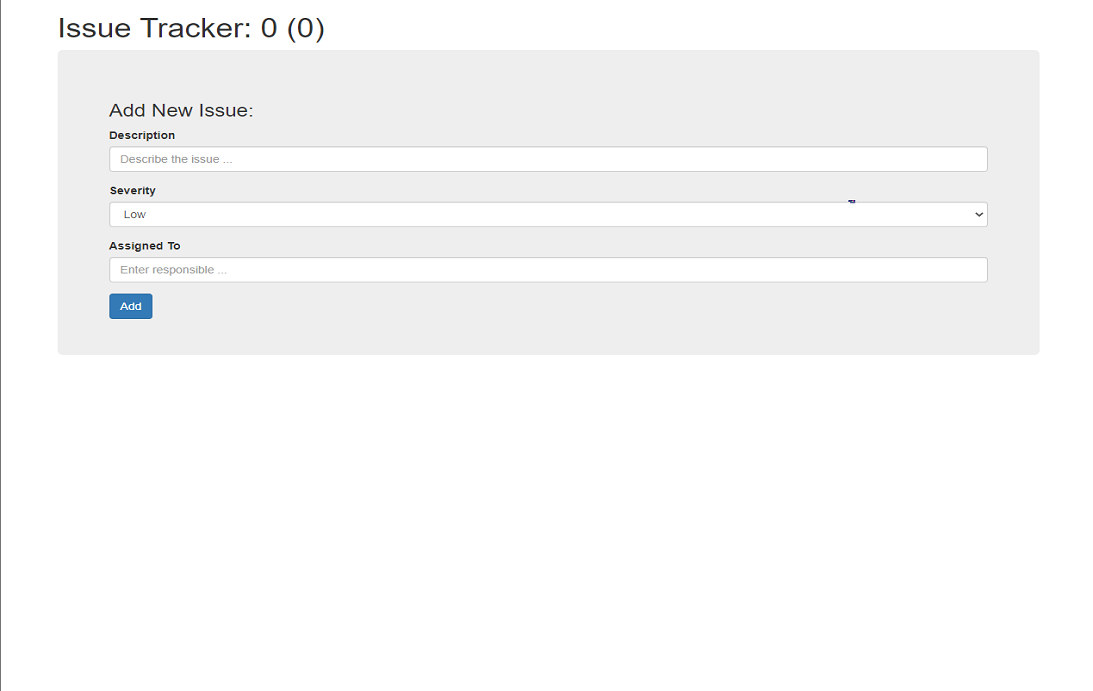 Issue Tracker: 0 (0)
Add New Issue:
Description
Describe the issue ...
Severity
Low
Assigned To
Enter responsible ...
Add